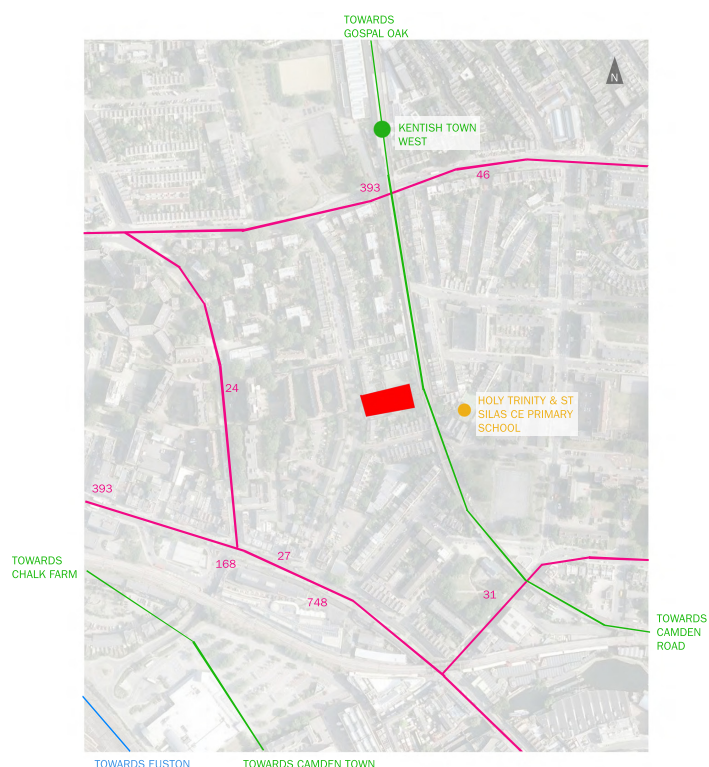 TOWARDS
GOSPAL OAK
N
KENTISH TOWN
WEST
393
46
24
HOLY TRINITY & ST
SILAS CE PRIMARY
SCHOOL
393
27
168
TOWARDS
CHALK FARM
31
748
TOWARDS
CAMDEN
ROAD
TOWARDS EUSTON
TOWARDS CAMDEN TOWN